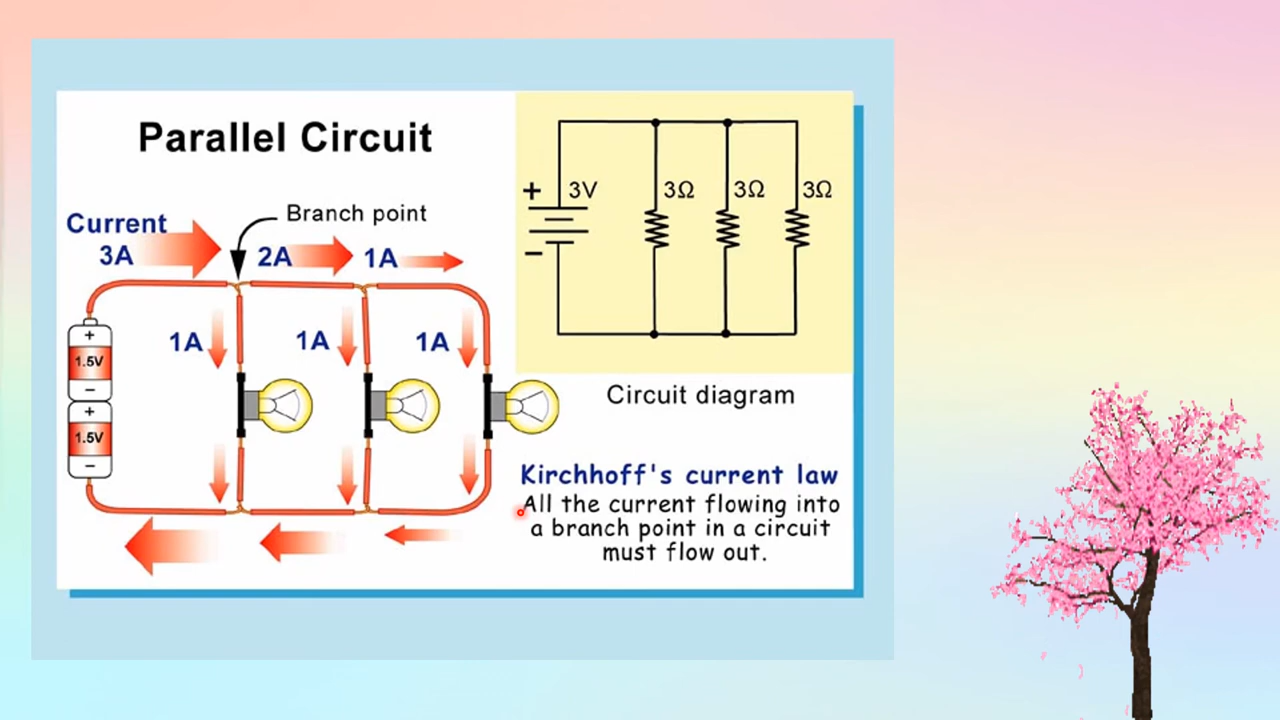 Parallel Circuit
Current
3A
Branch point
2A
1A
1A
1A
1A
+
1.5V
−
+
1.5V
−
+
3V
3Ω
3Ω
3Ω
−
Circuit diagram
Kirchhoff's current law
All the current flowing into
a branch point in a circuit
must flow out.